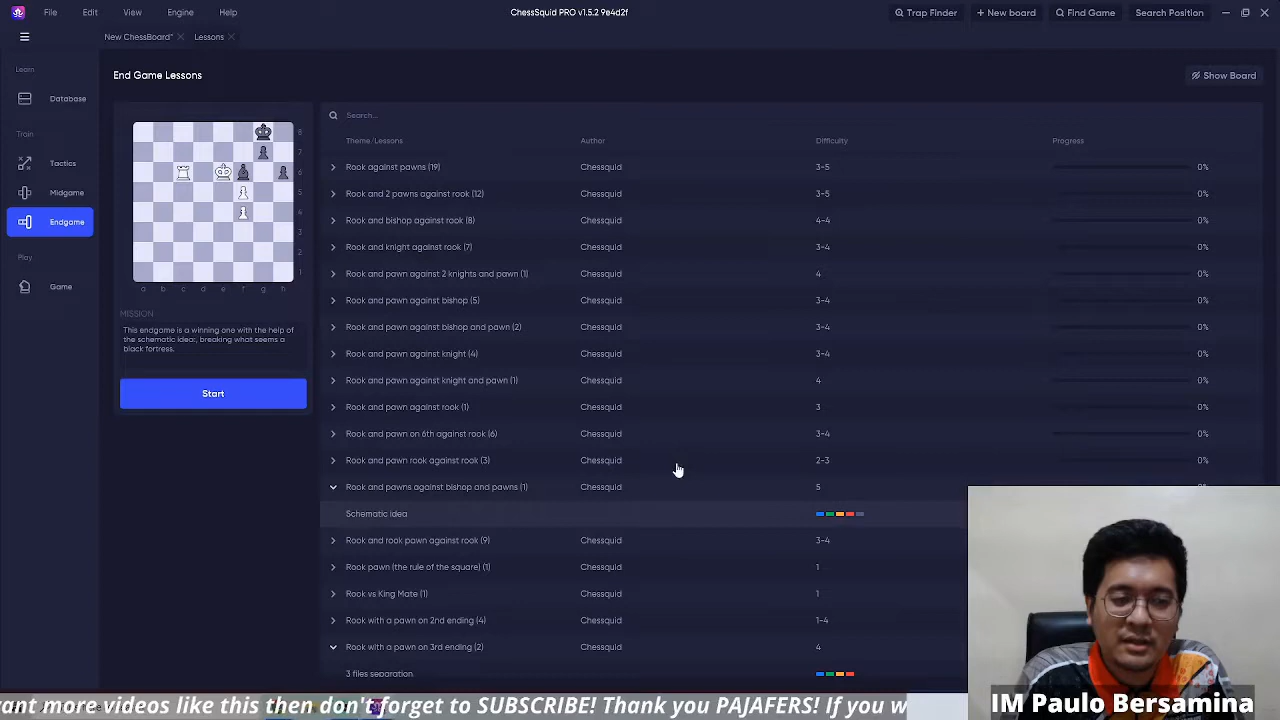 File Edit View Engine Help
ChessSquid PRO v1.5.2 9e4d2f
Trap Finder
+ New board
Find Game
Search Position
New ChessBoard*
Lessons
Learn
Database
Train
Tactics
Midgame
Endgame
Play
Game
End Game Lessons
Show Board
8
7
6
5
4
3
2
1
a b c d e f g h
MISSION
This endgame is a winning one with the help of
the schematic idea:, breaking what seems a
black fortress.
Start
Search...
Theme/Lessons Author Difficulty Progress
Rook against pawns (19) Chessquid 3-5 0%
Rook and 2 pawns against rook (12) Chessquid 3-5 0%
Rook and bishop against rook (8) Chessquid 4-4 0%
Rook and knight against rook (7) Chessquid 3-4 0%
Rook and pawn against 2 knights and pawn (1) Chessquid 4 0%
Rook and pawn against bishop (5) Chessquid 3-4 0%
Rook and pawn against bishop and pawn (2) Chessquid 3-4 0%
Rook and pawn against knight (4) Chessquid 3-4 0%
Rook and pawn against knight and pawn (1) Chessquid 4 0%
Rook and pawn against rook (1) Chessquid 3 0%
Rook and pawn on 6th against rook (6) Chessquid 3-4 0%
Rook and pawn rook against rook (3) Chessquid 2-3 0%
Rook and pawns against bishop and pawns (1) Chessquid 5
Schematic idea
Rook and rook pawn against rook (9) Chessquid 3-4
Rook pawn (the rule of the square) (1) Chessquid 1
Rook vs King Mate (1) Chessquid 1
Rook with a pawn on 2nd ending (4) Chessquid 1-4
Rook with a pawn on 3rd ending (2) Chessquid 4
3 files separation
ant more videos like this then don't forget to SUBSCRIBE! Thank you PAJAFERS! If you w
IM Paulo Bersamina